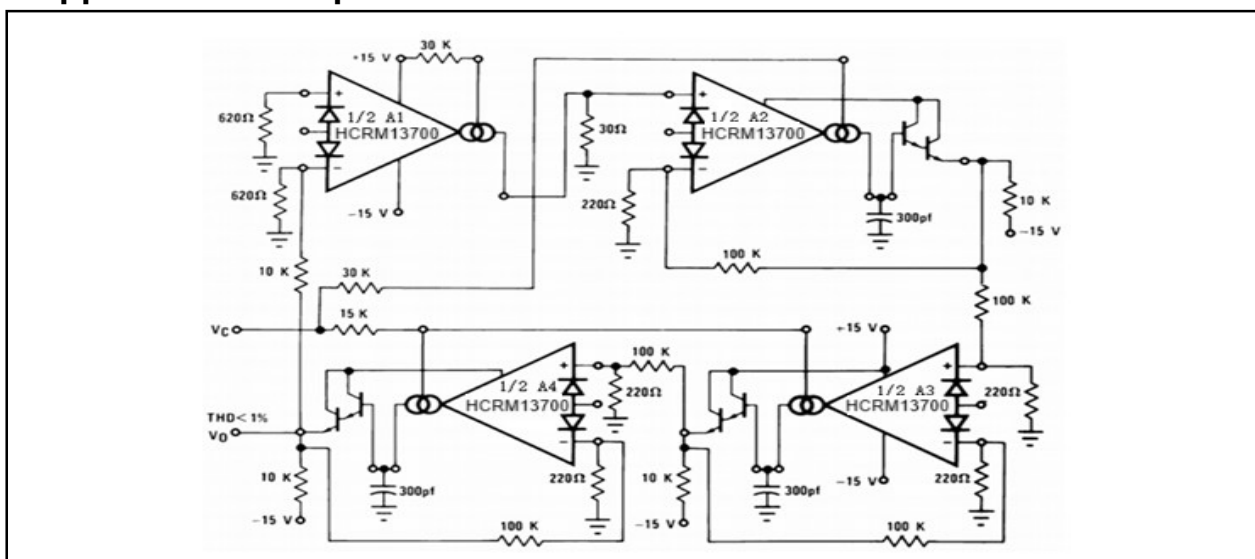 +15 V
30 K
620Ω
+
1/2 A1
HCRM13700
−
620Ω
−15 V
30Ω
+
1/2 A2
HCRM13700
−
220Ω
300pf
10 K
−15 V
10 K
30 K
100 K
100 K
VC
15 K
+15 V
100 K
+
1/2 A4
HCRM13700
−
220Ω
+
1/2 A3
HCRM13700
−
220Ω
THD<1%
VO
10 K
−15 V
300pf
220Ω
10 K
−15 V
300pf
−15 V
220Ω
100 K
100 K